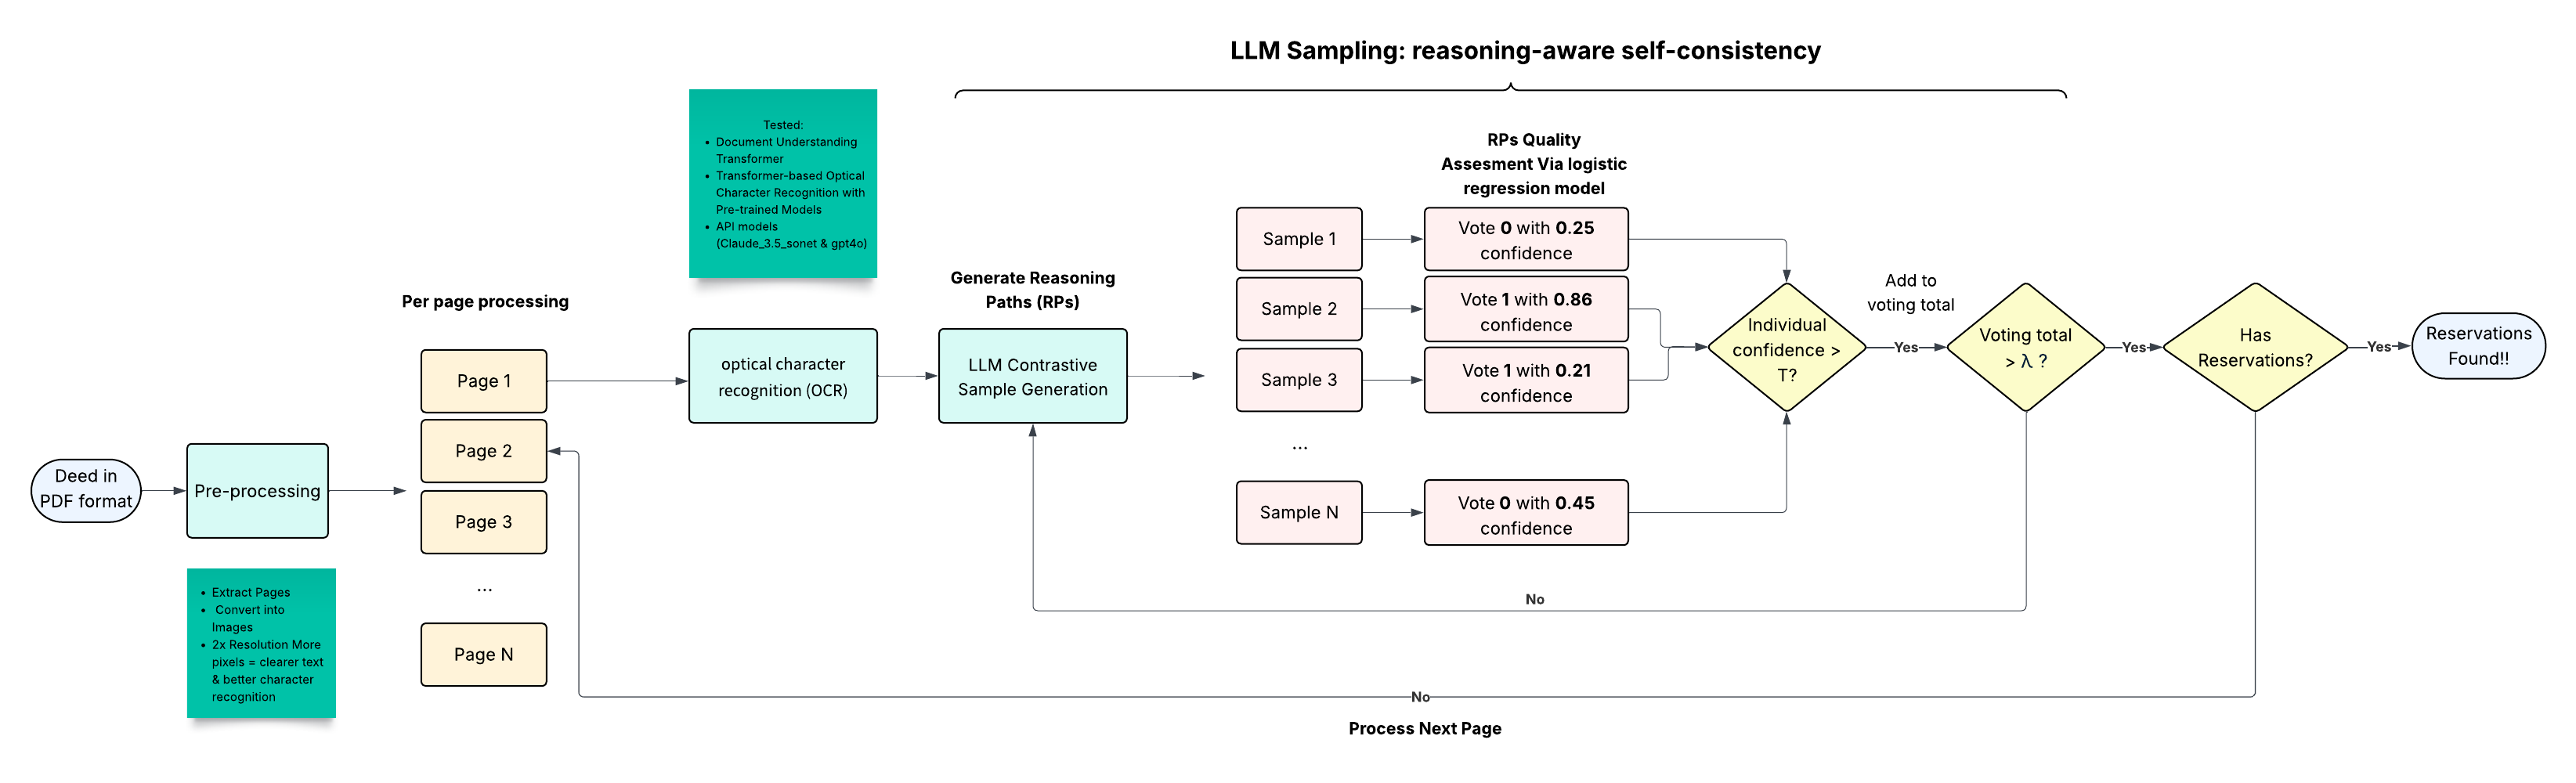 LLM Sampling: reasoning-aware self-consistency
Tested:
Document Understanding
Transformer
Transformer-based Optical
Character Recognition with
Pre-trained Models
API models
(Claude_3.5_sonet & gpt4o)
RPs Quality
Assesment Via logistic
regression model
Per page processing
Generate Reasoning
Paths (RPs)
Deed in
PDF format
Pre-processing
Extract Pages
Convert into
Images
2x Resolution More
pixels = clearer text
& better character
recognition
Page 1
Page 2
Page 3
...
Page N
optical character
recognition (OCR)
LLM Contrastive
Sample Generation
Sample 1
Vote 0 with 0.25
confidence
Sample 2
Vote 1 with 0.86
confidence
Sample 3
Vote 1 with 0.21
confidence
...
Sample N
Vote 0 with 0.45
confidence
Individual
confidence >
T?
Add to
voting total
Yes
Voting total
> λ ?
Yes
Has
Reservations?
Yes
Reservations
Found!!
No
No
Process Next Page